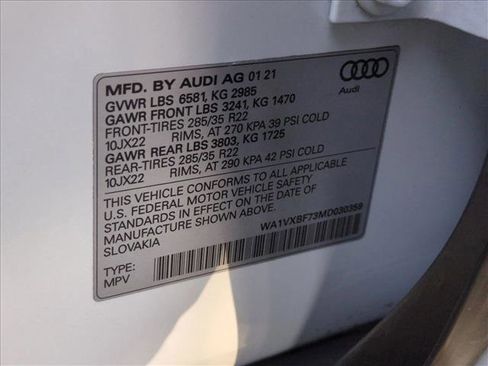 MFD. BY AUDI AG 01 21
GVWR LBS 6581, KG 2985
GAWR FRONT LBS 3241, KG 1470
FRONT-TIRES 285/35 R22
10JX22 RIMS, AT 270 KPA 39 PSI COLD
GAWR REAR LBS 3803, KG 1725
REAR-TIRES 285/35 R22
10JX22 RIMS, AT 290 KPA 42 PSI COLD
THIS VEHICLE CONFORMS TO ALL APPLICABLE
U.S. FEDERAL MOTOR VEHICLE SAFETY
STANDARDS IN EFFECT ON THE DATE OF
MANUFACTURE SHOWN ABOVE.
SLOVAKIA
WA1VXBF73MD030359
TYPE:
MPV
Audi